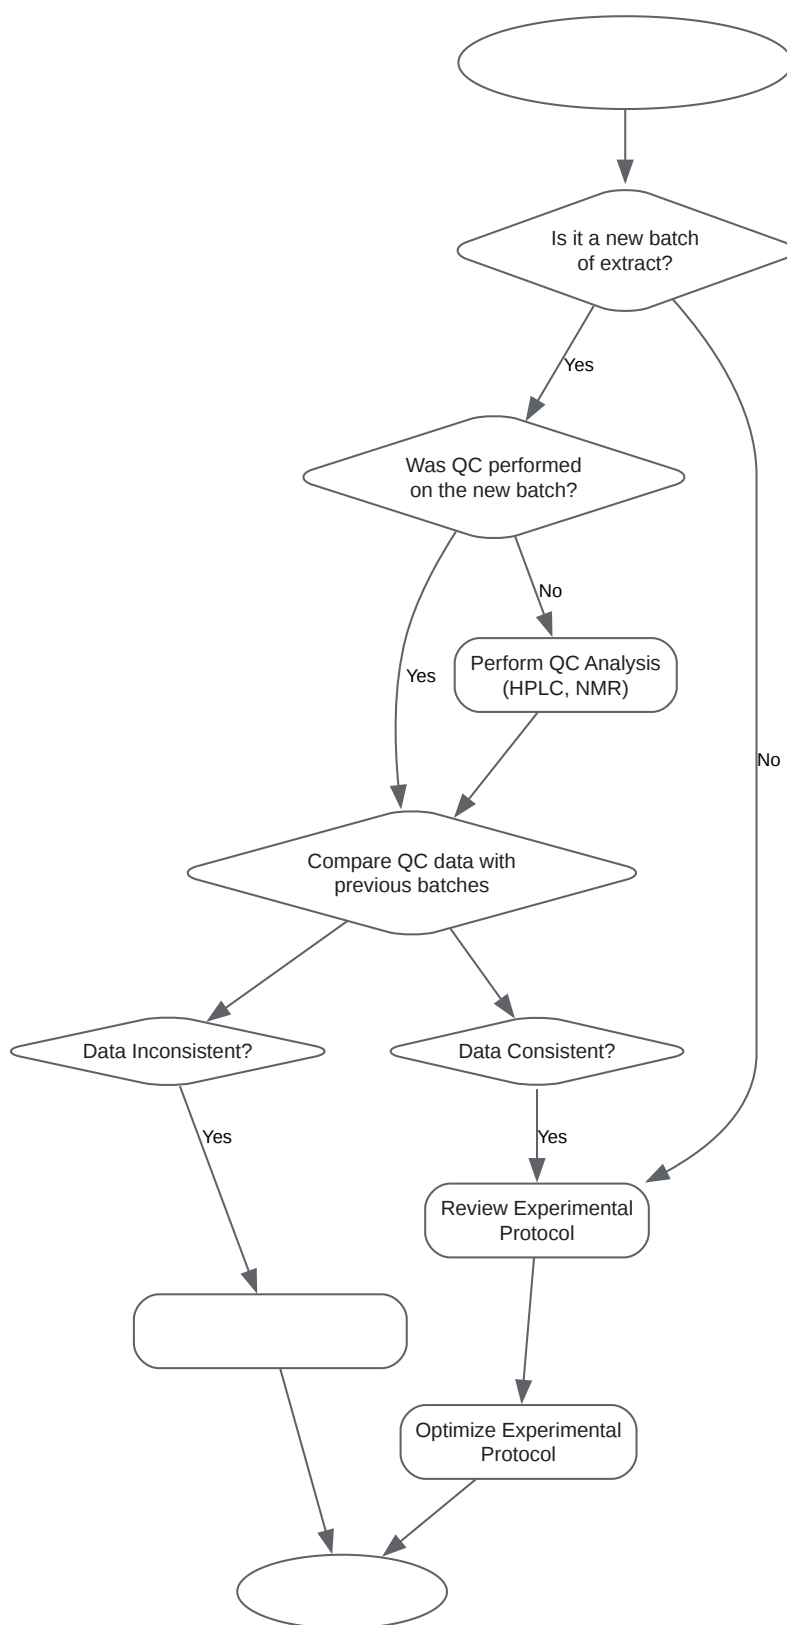 Is it a new batch
of extract?
Yes
Was QC performed
on the new batch?
No
Perform QC Analysis
(HPLC, NMR)
Yes
No
Compare QC data with
previous batches
Data Inconsistent?
Data Consistent?
Yes
Yes
Review Experimental
Protocol
Optimize Experimental
Protocol